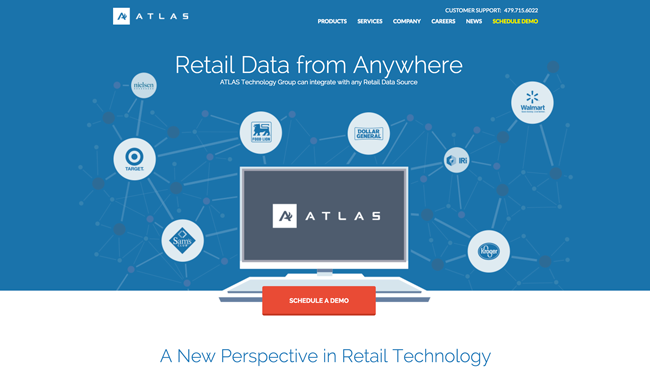 CUSTOMER SUPPORT: 479.715.6022
ATLAS
PRODUCTS SERVICES COMPANY CAREERS NEWS SCHEDULE DEMO
Retail Data from Anywhere
ATLAS Technology Group can integrate with any Retail Data Source
nielsen
Walmart
FOOD LION
DOLLAR GENERAL
TARGET.
IRi
ATLAS
Sam's
Kroger
SCHEDULE A DEMO
A New Perspective in Retail Technology